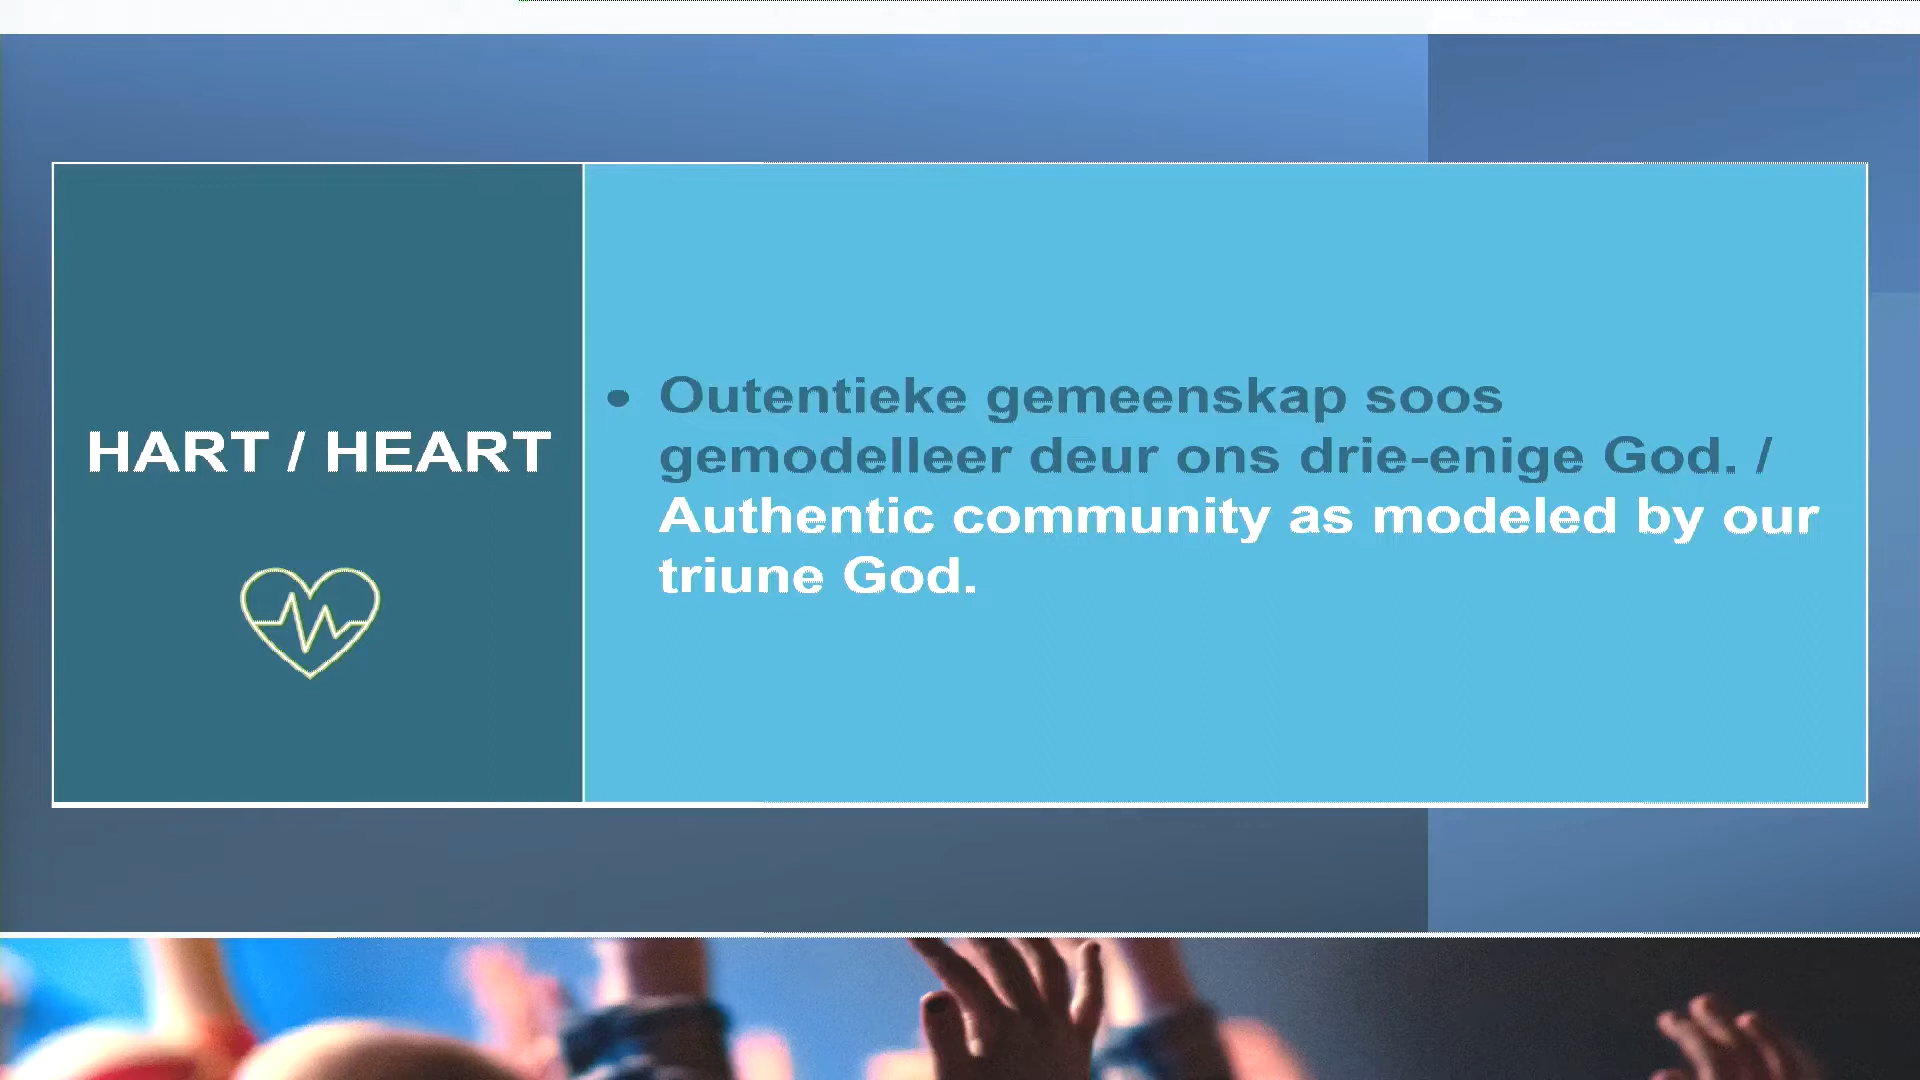 HART / HEART
• Outentieke gemeenskap soos
gemodelleer deur ons drie-enige God. /
Authentic community as modeled by our
triune God.